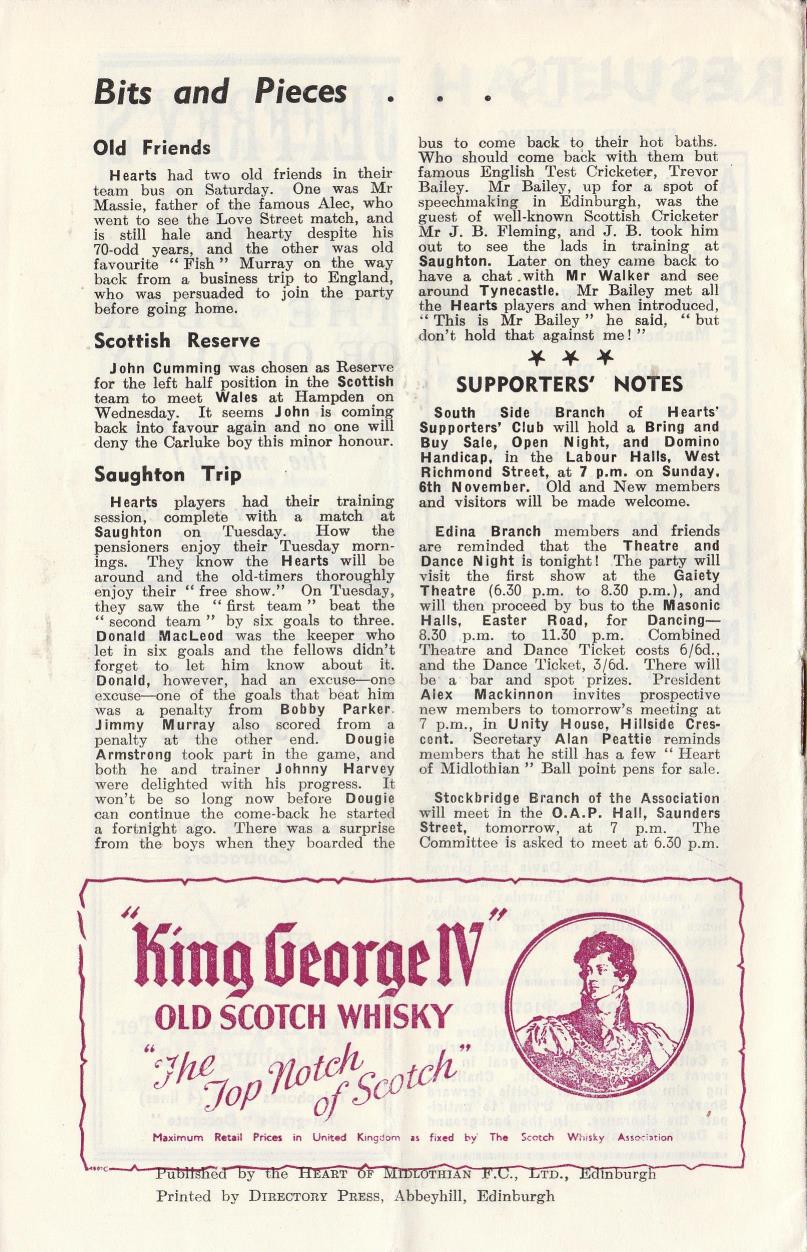 Bits and Pieces . . .
Old Friends
Hearts had two old friends in their
team bus on Saturday. One was Mr
Massie, father of the famous Alec, who
went to see the Love Street match, and
is still hale and hearty despite his
70-odd years, and the other was old
favourite “ Fish ” Murray on the way
back from a business trip to England,
who was persuaded to join the party
before going home.
Scottish Reserve
John Cumming was chosen as Reserve
for the left half position in the Scottish
team to meet Wales at Hampden on
Wednesday. It seems John is coming
back into favour again and no one will
deny the Carluke boy this minor honour.
Saughton Trip
Hearts players had their training
session, complete with a match at
Saughton on Tuesday. How the
pensioners enjoy their Tuesday morn-
ings. They know the Hearts will be
around and the old-timers thoroughly
enjoy their “ free show.” On Tuesday,
they saw the “ first team ” beat the
“ second team ” by six goals to three.
Donald MacLeod was the keeper who
let in six goals and the fellows didn’t
forget to let him know about it.
Donald, however, had an excuse—one
excuse—one of the goals that beat him
was a penalty from Bobby Parker.
Jimmy Murray also scored from a
penalty at the other end. Dougie
Armstrong took part in the game, and
both he and trainer Johnny Harvey
were delighted with his progress. It
won’t be so long now before Dougie
can continue the come-back he started
a fortnight ago. There was a surprise
from the boys when they boarded the
bus to come back to their hot baths.
Who should come back with them but
famous English Test Cricketer, Trevor
Bailey. Mr Bailey, up for a spot of
speechmaking in Edinburgh, was the
guest of well-known Scottish Cricketer
Mr J. B. Fleming, and J. B. took him
out to see the lads in training at
Saughton. Later on they came back to
have a chat with Mr Walker and see
around Tynecastle. Mr Bailey met all
the Hearts players and when introduced,
“ This is Mr Bailey ” he said, “ but
don’t hold that against me! ”
SUPPORTERS’ NOTES
South Side Branch of Hearts’
Supporters’ Club will hold a Bring and
Buy Sale, Open Night, and Domino
Handicap, in the Labour Halls, West
Richmond Street, at 7 p.m. on Sunday,
6th November. Old and New members
and visitors will be made welcome.
Edina Branch members and friends
are reminded that the Theatre and
Dance Night is tonight! The party will
visit the first show at the Gaiety
Theatre (6.30 p.m. to 8.30 p.m.), and
will then proceed by bus to the Masonic
Halls, Easter Road, for Dancing—
8.30 p.m. to 11.30 p.m. Combined
Theatre and Dance Ticket costs 6/6d.,
and the Dance Ticket, 3/6d. There will
be a bar and spot prizes. President
Alex Mackinnon invites prospective
new members to tomorrow’s meeting at
7 p.m., in Unity House, Hillside Cres-
cent. Secretary Alan Peattie reminds
members that he still has a few “ Heart
of Midlothian ” Ball point pens for sale.
Stockbridge Branch of the Association
will meet in the O.A.P. Hall, Saunders
Street, tomorrow, at 7 p.m. The
Committee is asked to meet at 6.30 p.m.
“King George IV”
OLD SCOTCH WHISKY
“The
Top Notch
of Scotch”
Maximum Retail Prices in United Kingdom as fixed by The Scotch Whisky Association
Published by the HEART OF MIDLOTHIAN F.C., LTD., Edinburgh
Printed by DIRECTORY PRESS, Abbeyhill, Edinburgh